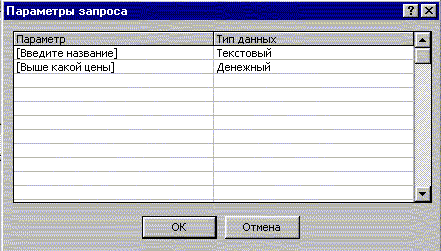 Параметры запроса
Параметр Тип данных
[Введите название] Текстовый
[Выше какой цены] Денежный
ОК Отмена